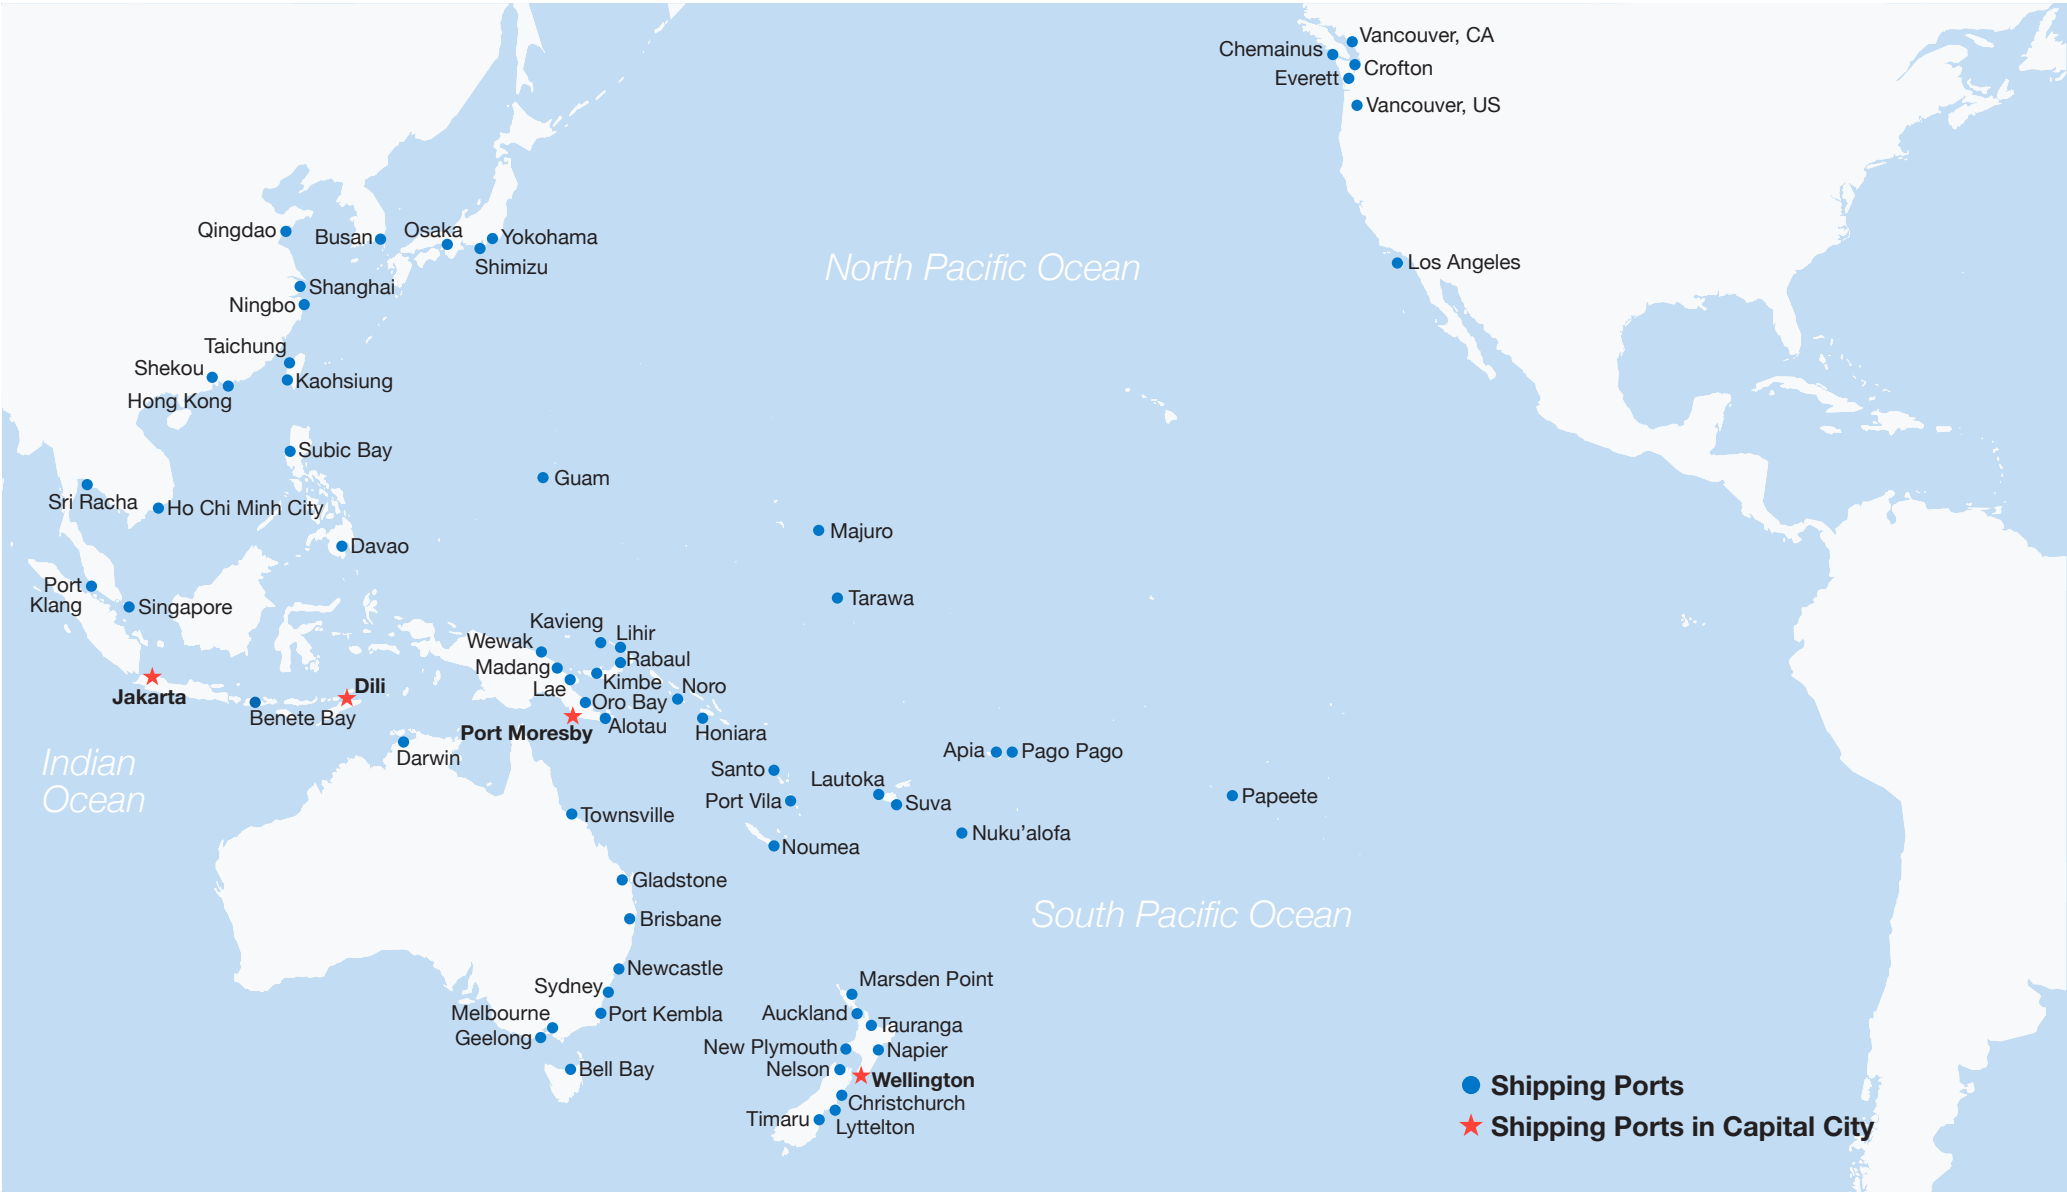 Vancouver, CA
Chemainus
Crofton
Everett
Vancouver, US
Qingdao
Busan
Osaka
Yokohama
Shimizu
North Pacific Ocean
Los Angeles
Shanghai
Ningbo
Taichung
Shekou
Kaohsiung
Hong Kong
Subic Bay
Guam
Sri Racha
Ho Chi Minh City
Majuro
Davao
Port
Klang
Singapore
Tarawa
Kavieng
Lihir
Wewak
Rabaul
Madang
Kimbe
Lae
Noro
Oro Bay
Jakarta
Dili
Benete Bay
Port Moresby
Alotau
Honiara
Darwin
Indian
Ocean
Apia
Pago Pago
Santo
Lautoka
Port Vila
Suva
Papeete
Townsville
Nuku’alofa
Noumea
Gladstone
South Pacific Ocean
Brisbane
Newcastle
Sydney
Marsden Point
Melbourne
Port Kembla
Auckland
Tauranga
Geelong
New Plymouth
Napier
Bell Bay
Nelson
Wellington
Christchurch
Timaru
Lyttelton
Shipping Ports
Shipping Ports in Capital City